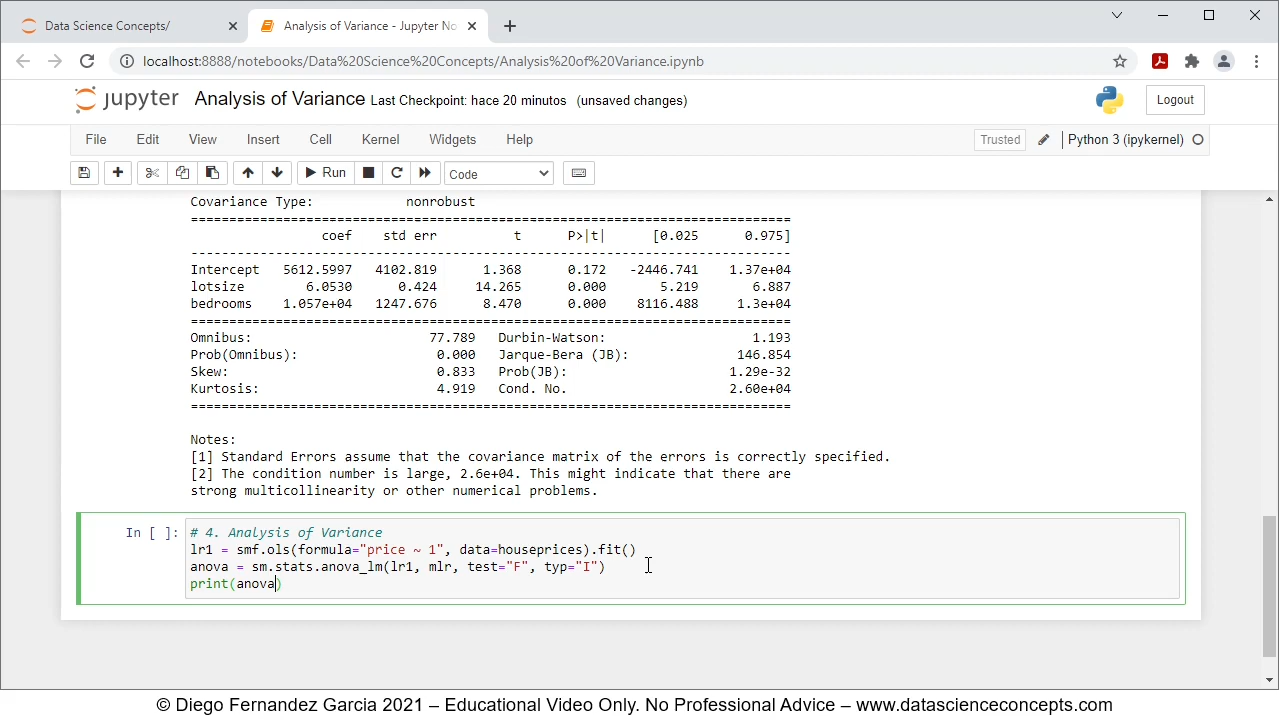 Data Science Concepts/
Analysis of Variance - Jupyter No
localhost:8888/notebooks/Data%20Science%20Concepts/Analysis%20of%20Variance.ipynb
jupyter Analysis of Variance Last Checkpoint: hace 20 minutos (unsaved changes)
Logout
File Edit View Insert Cell Kernel Widgets Help
Trusted Python 3 (ipykernel)
Run Code
Covariance Type: nonrobust
==============================================================================
coef std err t P>|t| [0.025 0.975]
------------------------------------------------------------------------------
Intercept 5612.5997 4102.819 1.368 0.172 -2446.741 1.37e+04
lotsize 6.0530 0.424 14.265 0.000 5.219 6.887
bedrooms 1.057e+04 1247.676 8.470 0.000 8116.488 1.3e+04
==============================================================================
Omnibus: 77.789 Durbin-Watson: 1.193
Prob(Omnibus): 0.000 Jarque-Bera (JB): 146.854
Skew: 0.833 Prob(JB): 1.29e-32
Kurtosis: 4.919 Cond. No. 2.60e+04
==============================================================================
Notes:
[1] Standard Errors assume that the covariance matrix of the errors is correctly specified.
[2] The condition number is large, 2.6e+04. This might indicate that there are
strong multicollinearity or other numerical problems.
In [ ]: # 4. Analysis of Variance
lr1 = smf.ols(formula="price ~ 1", data=houseprices).fit()
anova = sm.stats.anova_lm(lr1, mlr, test="F", typ="I")
print(anova)
© Diego Fernandez Garcia 2021 – Educational Video Only. No Professional Advice – www.datascienceconcepts.com